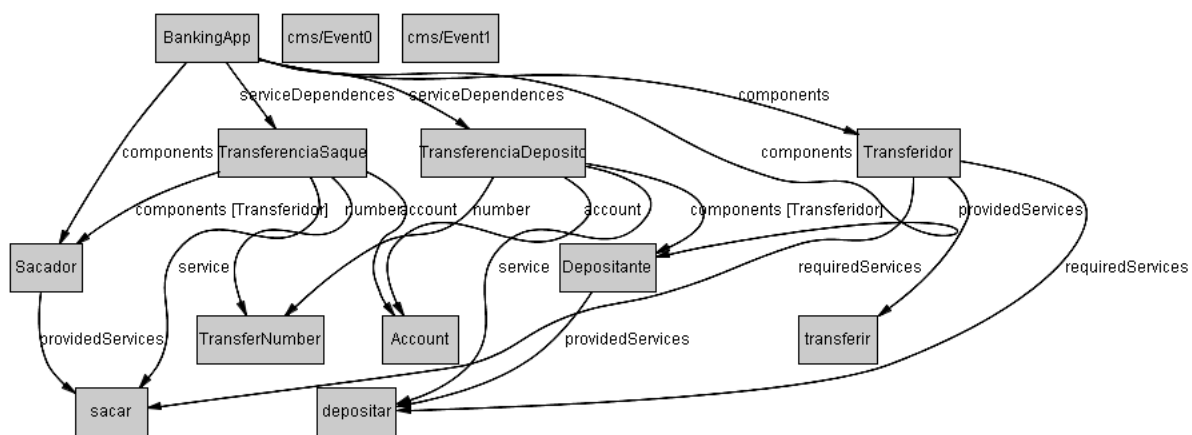 BankingApp cms/Event0 cms/Event1
serviceDependences serviceDependences components
components TransferenciaSaque TransferenciaDeposito components Transferidor
components [Transferidor] number account number account components [Transferidor] providedServices
Sacador service service Depositante requiredServices requiredServices
providedServices TransferNumber Account providedServices transferir
sacar depositar